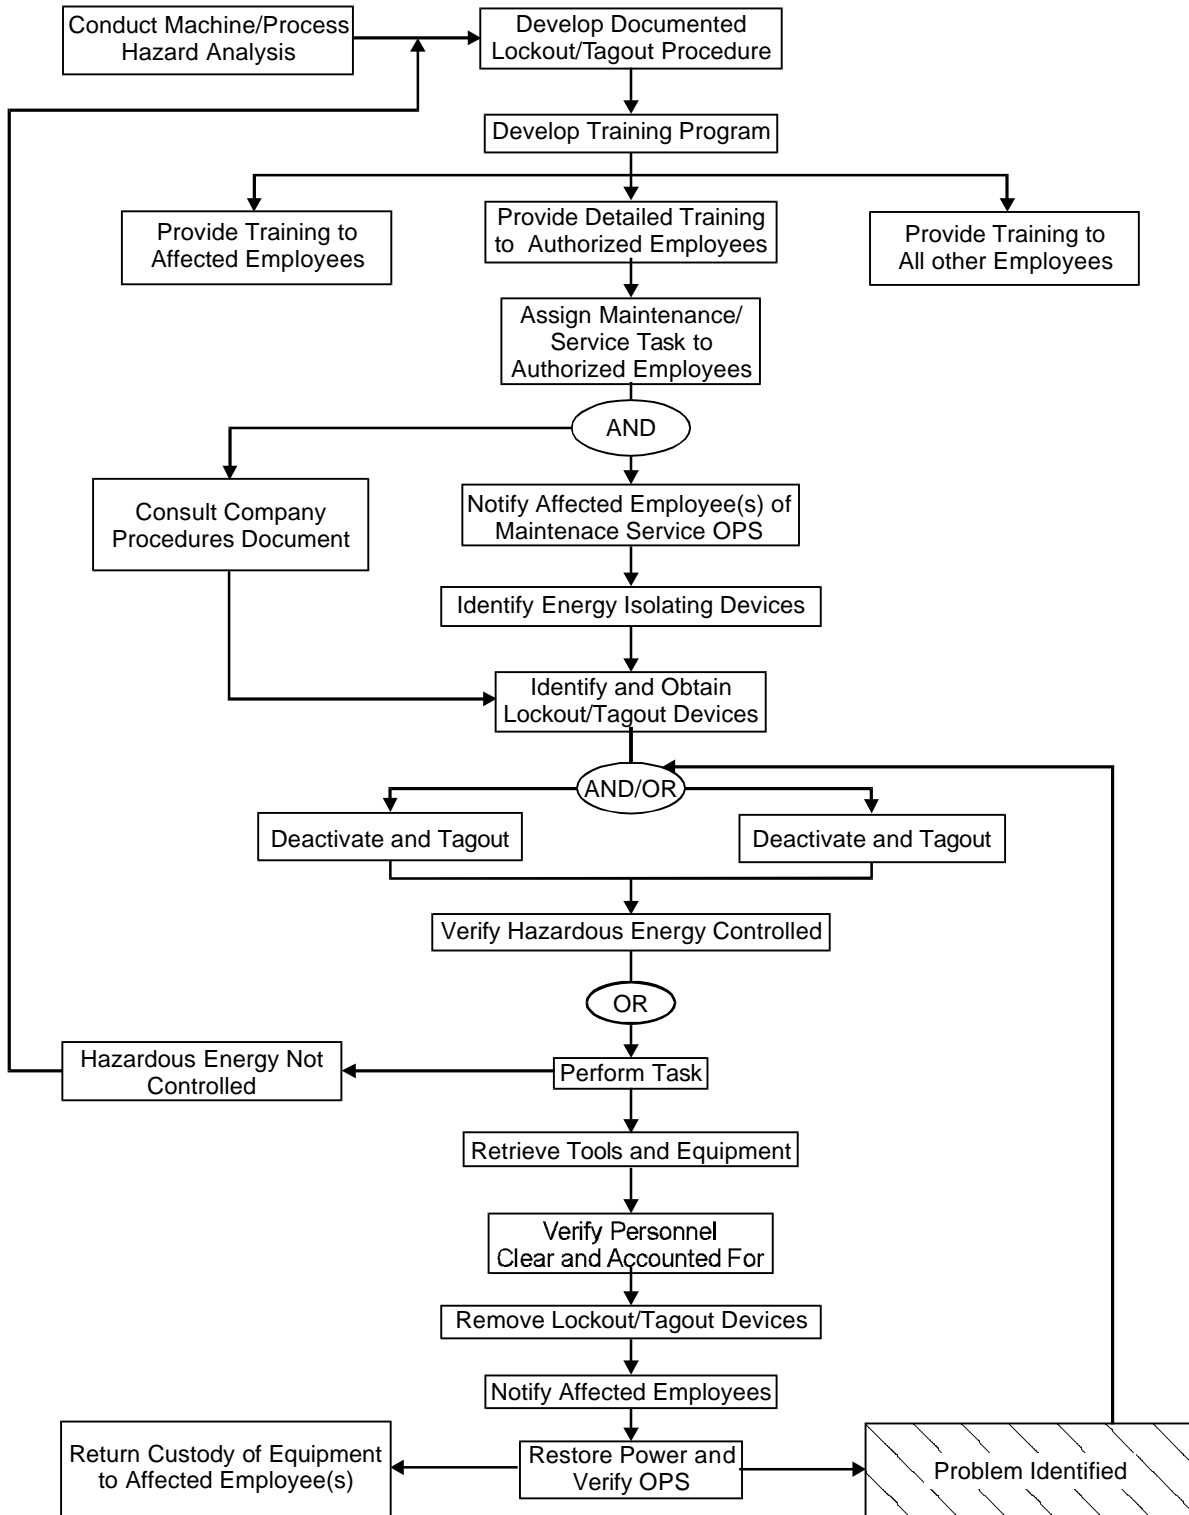 Conduct Machine/Process
Hazard Analysis
Develop Documented
Lockout/Tagout Procedure
Develop Training Program
Provide Training to
Affected Employees
Provide Detailed Training
to Authorized Employees
Provide Training to
All other Employees
Assign Maintenance/
Service Task to
Authorized Employees
AND
Consult Company
Procedures Document
Notify Affected Employee(s) of
Maintenace Service OPS
Identify Energy Isolating Devices
Identify and Obtain
Lockout/Tagout Devices
AND/OR
Deactivate and Tagout
Deactivate and Tagout
Verify Hazardous Energy Controlled
OR
Hazardous Energy Not
Controlled
Perform Task
Retrieve Tools and Equipment
Verify Personnel
Clear and Accounted For
Remove Lockout/Tagout Devices
Notify Affected Employees
Return Custody of Equipment
to Affected Employee(s)
Restore Power and
Verify OPS
Problem Identified